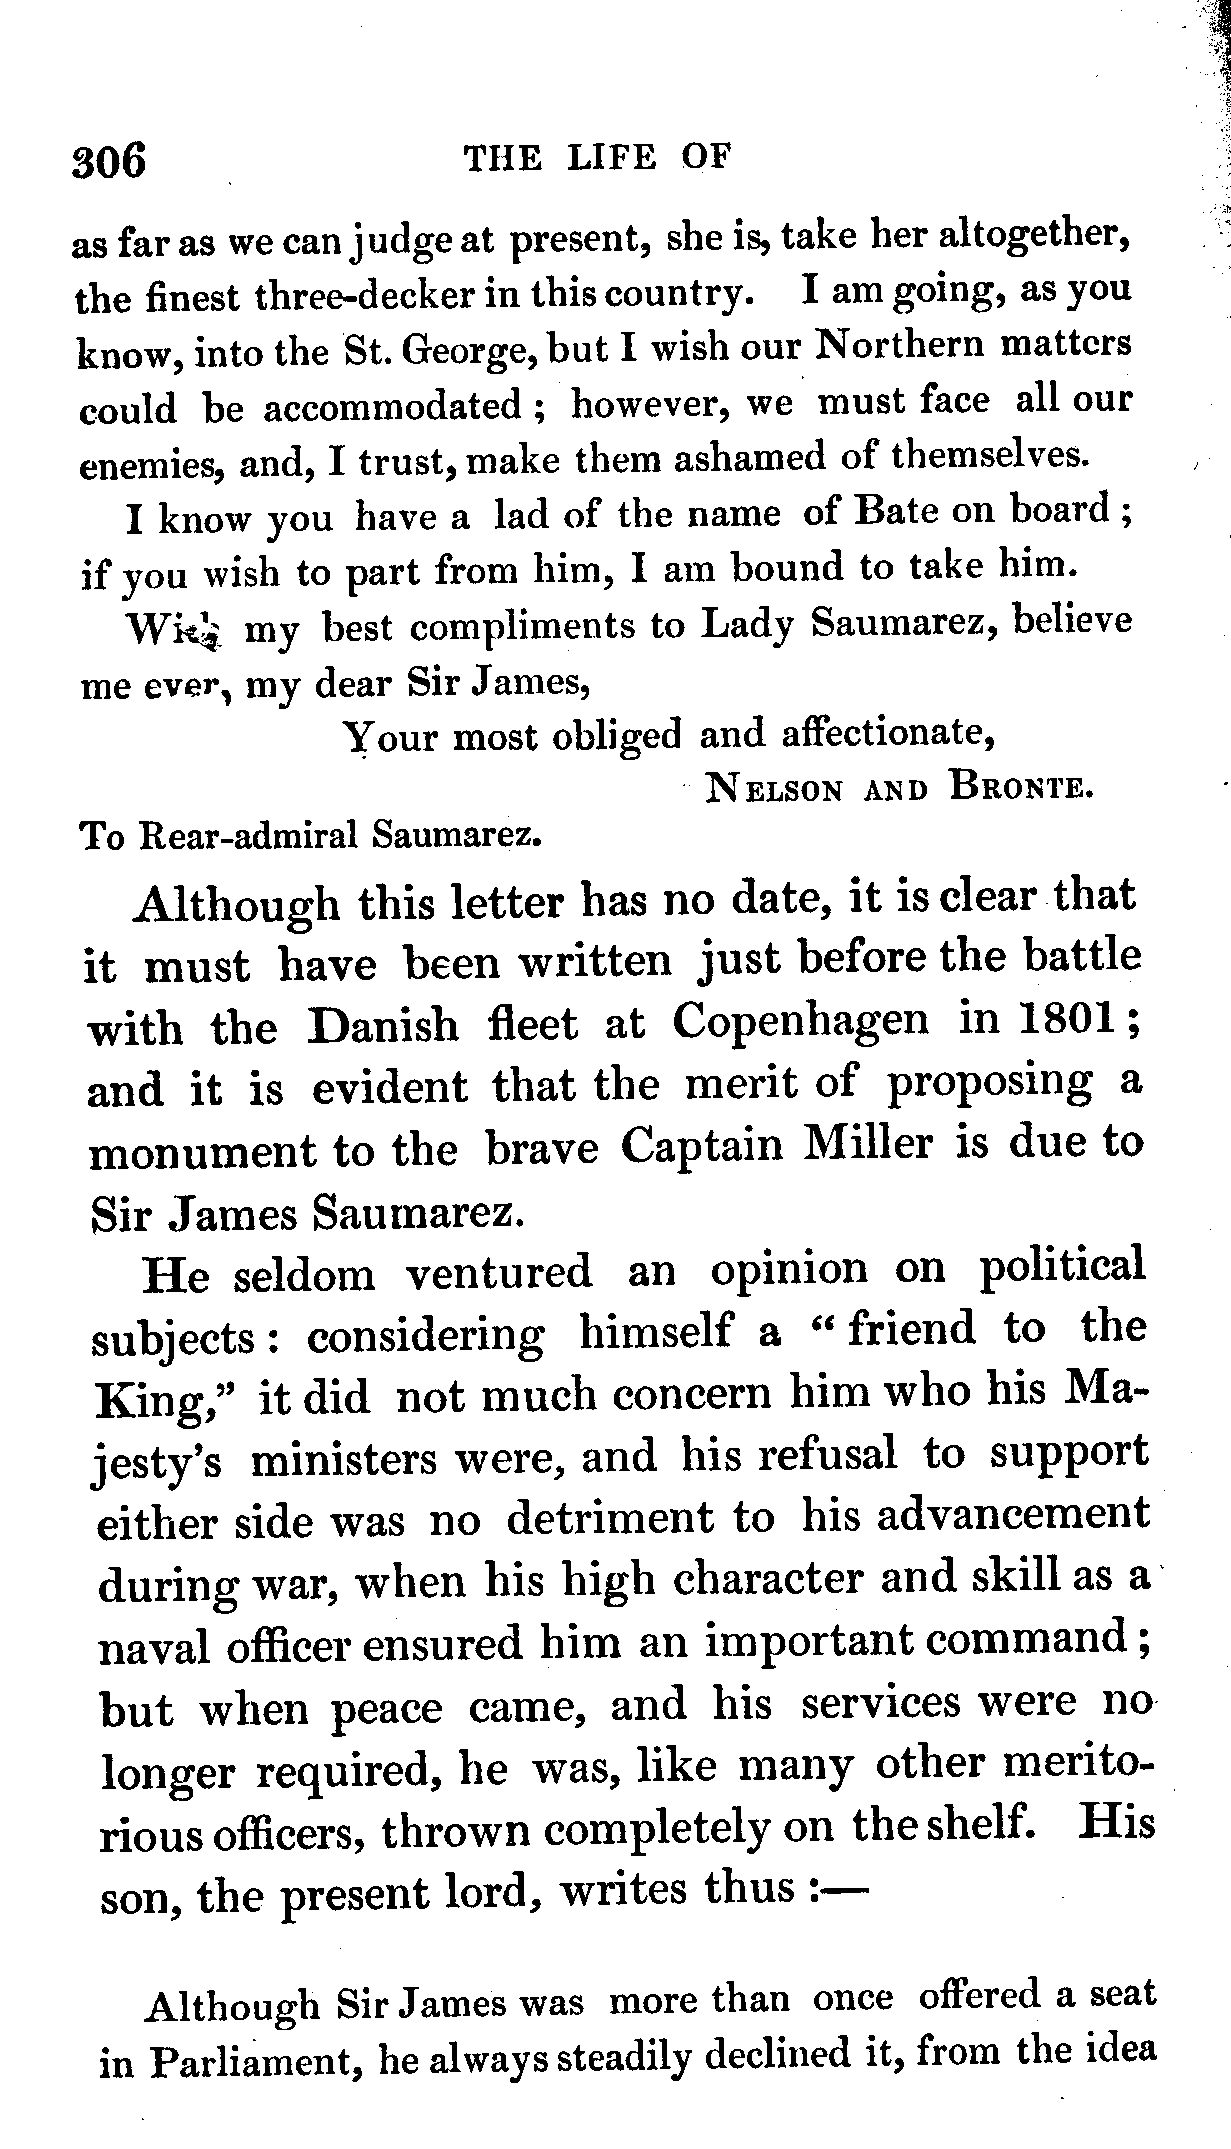 306 THE LIFE OF
as far as we can judge at present, she is, take her altogether,
the finest three-decker in this country. I am going, as you
know, into the St. George, but I wish our Northern matters
could be accommodated ; however, we must face all our
enemies, and, I trust, make them ashamed of themselves.
I know you have a lad of the name of Bate on board ;
if you wish to part from him, I am bound to take him.
With my best compliments to Lady Saumarez, believe
me ever, my dear Sir James,
Your most obliged and affectionate,
NELSON AND BRONTE.
To Rear-admiral Saumarez.
Although this letter has no date, it is clear that
it must have been written just before the battle
with the Danish fleet at Copenhagen in 1801 ;
and it is evident that the merit of proposing a
monument to the brave Captain Miller is due to
Sir James Saumarez.
He seldom ventured an opinion on political
subjects : considering himself a “ friend to the
King,” it did not much concern him who his Ma-
jesty’s ministers were, and his refusal to support
either side was no detriment to his advancement
during war, when his high character and skill as a
naval officer ensured him an important command ;
but when peace came, and his services were no
longer required, he was, like many other merito-
rious officers, thrown completely on the shelf. His
son, the present lord, writes thus :—
Although Sir James was more than once offered a seat
in Parliament, he always steadily declined it, from the idea